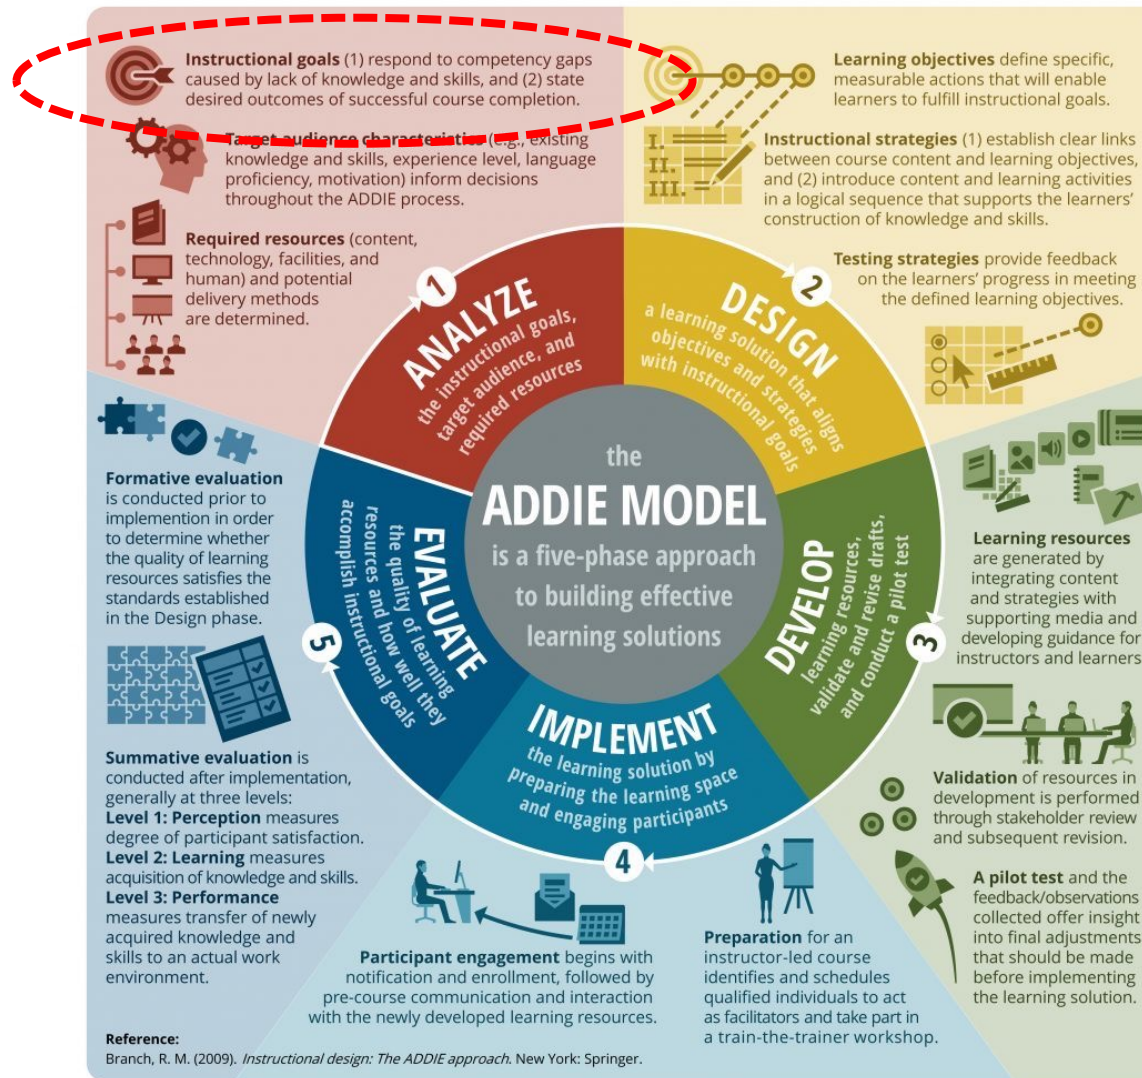 Instructional goals (1) respond to competency gaps
caused by lack of knowledge and skills, and (2) state
desired outcomes of successful course completion.
Target audience characteristics (e.g., existing
knowledge and skills, experience level, language
proficiency, motivation) inform decisions
throughout the ADDIE process.
Required resources (content,
technology, facilities, and
human) and potential
delivery methods
are determined.
Learning objectives define specific,
measurable actions that will enable
learners to fulfill instructional goals.
I.
II.
III.
Instructional strategies (1) establish clear links
between course content and learning objectives,
and (2) introduce content and learning activities
in a logical sequence that supports the learners'
construction of knowledge and skills.
Testing strategies provide feedback
on the learners' progress in meeting
the defined learning objectives.
1
ANALYZE
the instructional goals,
target audience, and
required resources
2
DESIGN
a learning solution that aligns
objectives and strategies
with instructional goals
the
ADDIE MODEL
is a five-phase approach
to building effective
learning solutions
3
DEVELOP
learning resources,
validate and revise drafts,
and conduct a pilot test
Learning resources
are generated by
integrating content
and strategies with
supporting media and
developing guidance for
instructors and learners
Validation of resources in
development is performed
through stakeholder review
and subsequent revision.
A pilot test and the
feedback/observations
collected offer insight
into final adjustments
that should be made
before implementing
the learning solution.
4
IMPLEMENT
the learning solution by
preparing the learning space
and engaging participants
Participant engagement begins with
notification and enrollment, followed by
pre-course communication and interaction
with the newly developed learning resources.
Preparation for an
instructor-led course
identifies and schedules
qualified individuals to act
as facilitators and take part in
a train-the-trainer workshop.
5
EVALUATE
the quality of learning
resources and how well they
accomplish instructional goals
Formative evaluation
is conducted prior to
implemention in order
to determine whether
the quality of learning
resources satisfies the
standards established
in the Design phase.
Summative evaluation is
conducted after implementation,
generally at three levels:
Level 1: Perception measures
degree of participant satisfaction.
Level 2: Learning measures
acquisition of knowledge and skills.
Level 3: Performance
measures transfer of newly
acquired knowledge and
skills to an actual work
environment.
Reference:
Branch, R. M. (2009). Instructional design: The ADDIE approach. New York: Springer.